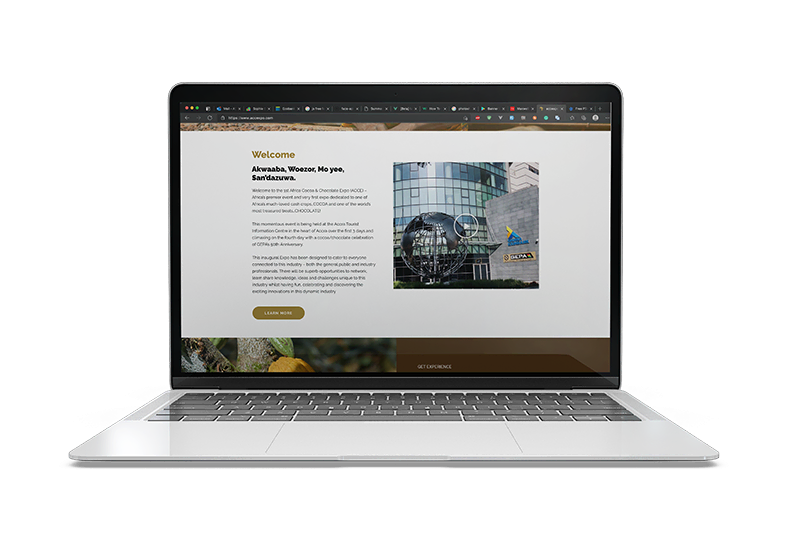 https://www.accoexpo.com
Welcome
Akwaaba, Woezor, Mo yee,
San'dazuwa.
Welcome to the 1st Africa Cocoa & Chocolate Expo (ACCE) –
Africa's premier event and very first expo dedicated to one of
Africa's much-loved cash crops, COCOA and one of the world's
most treasured treats, CHOCOLATE!
This momentous event is being held at the Accra Tourist
Information Centre in the heart of Accra over the first 3 days and
climaxing on the fourth day with a cocoa/chocolate celebration
of GEPA's 50th Anniversary.
This inaugural Expo has been designed to cater to everyone
connected to this industry – both the general public and industry
professionals. There will be superb opportunities to network,
learn, share knowledge, ideas and challenges unique to this
industry whilst having fun, celebrating and discovering the
exciting innovations in this dynamic industry.
LEARN MORE
GEPA
GET EXPERIENCE